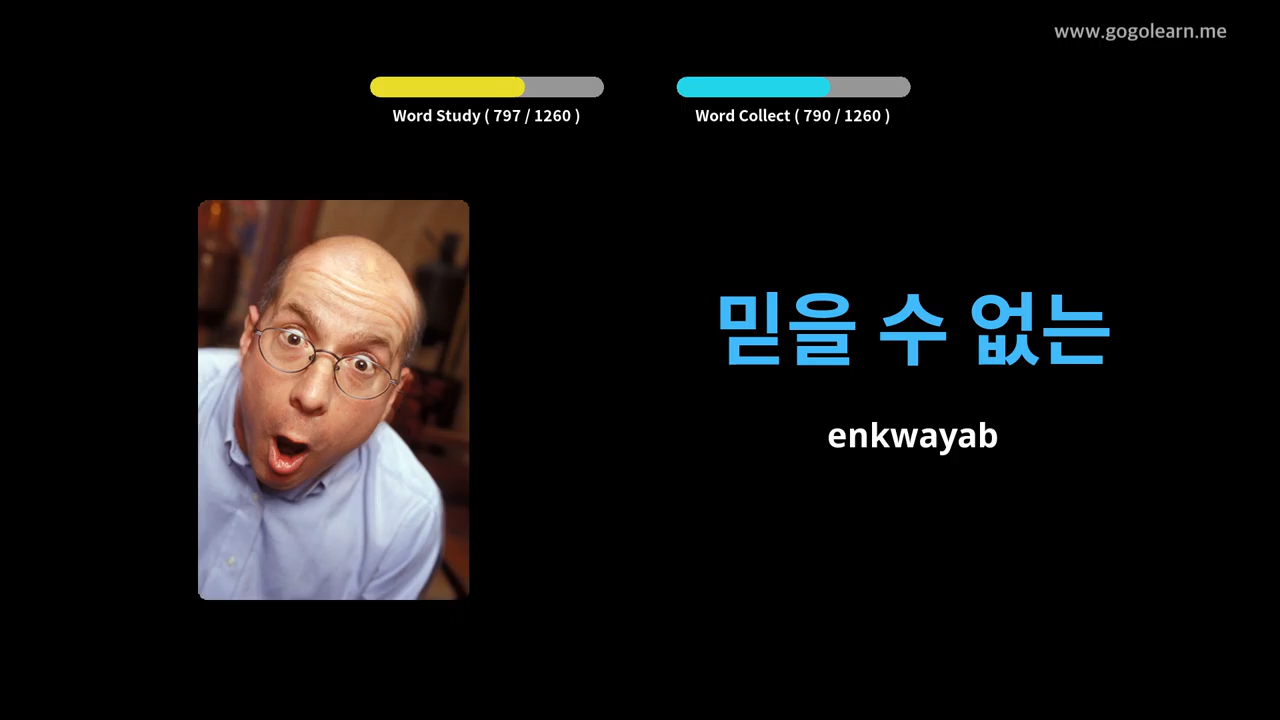 www.gogolearn.me
Word Study ( 797 / 1260 )
Word Collect ( 790 / 1260 )
믿을 수 없는
enkwayab